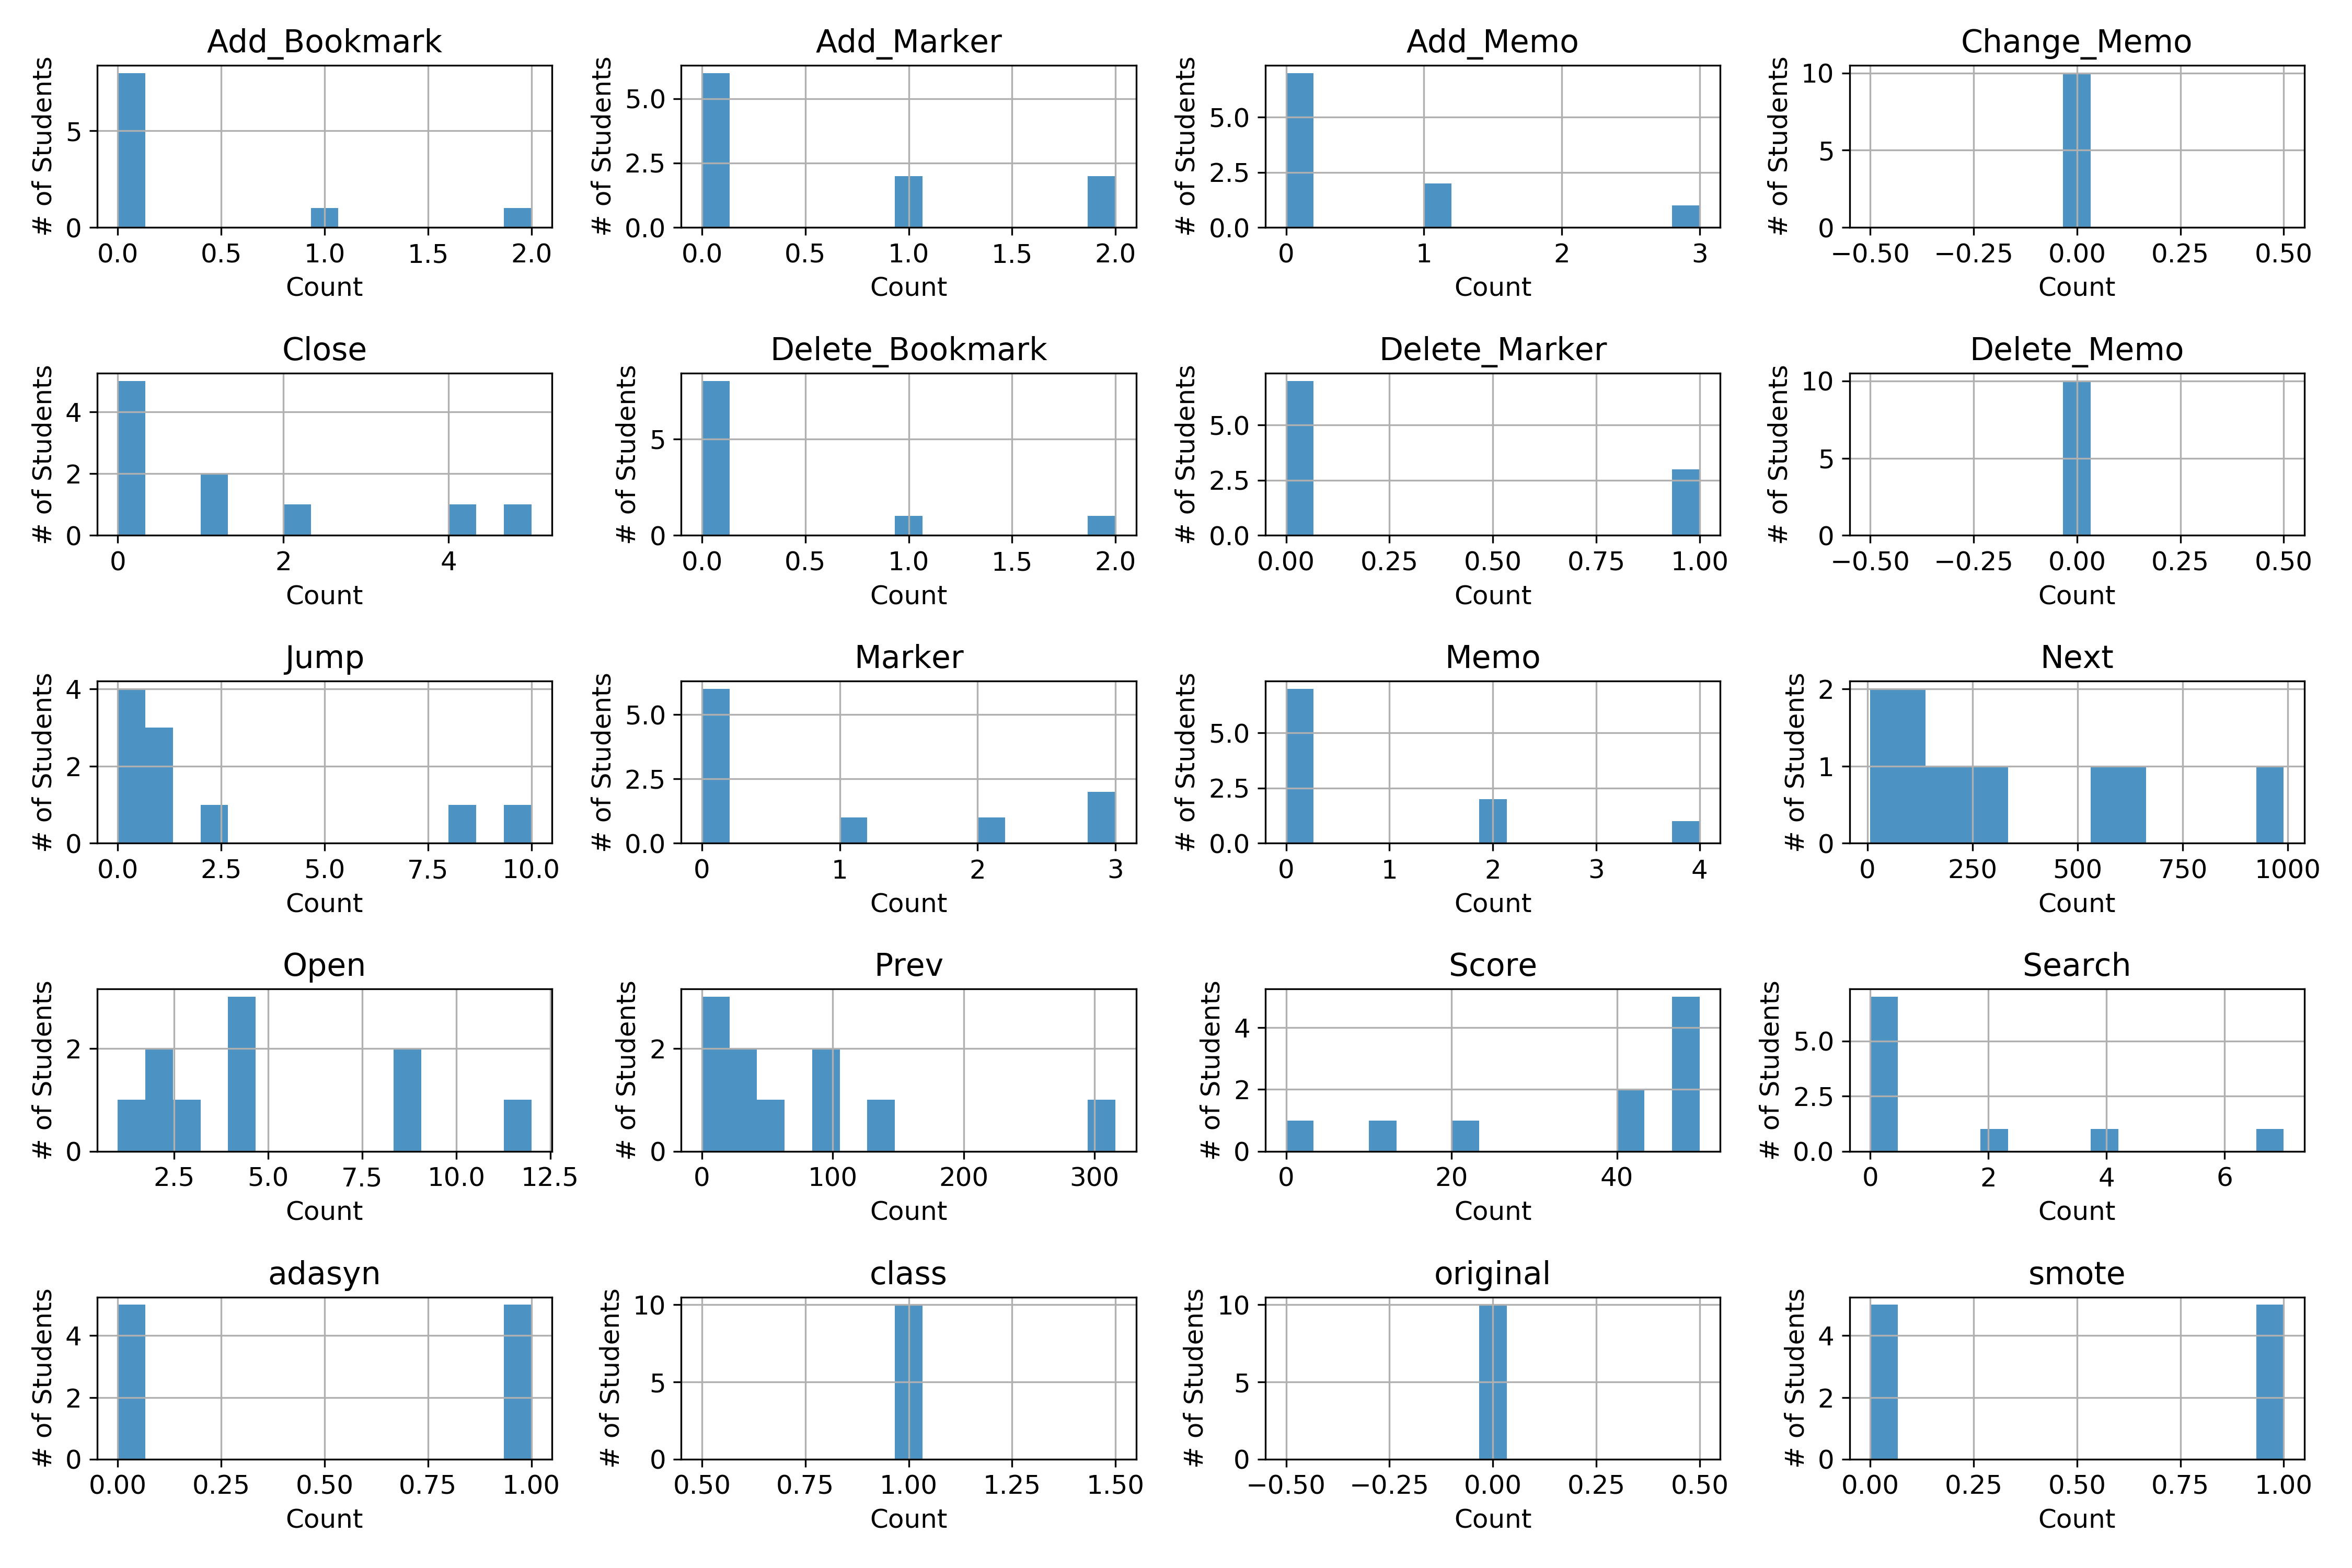 Add_Bookmark
# of Students
5
0
0.0 0.5 1.0 1.5 2.0
Count
Add_Marker
# of Students
5.0
2.5
0.0
0.0 0.5 1.0 1.5 2.0
Count
Add_Memo
# of Students
5.0
2.5
0.0
0 1 2 3
Count
Change_Memo
# of Students
10
5
0
−0.50 −0.25 0.00 0.25 0.50
Count
Close
# of Students
4
2
0
0 2 4
Count
Delete_Bookmark
# of Students
5
0
0.0 0.5 1.0 1.5 2.0
Count
Delete_Marker
# of Students
5.0
2.5
0.0
0.00 0.25 0.50 0.75 1.00
Count
Delete_Memo
# of Students
10
5
0
−0.50 −0.25 0.00 0.25 0.50
Count
Jump
# of Students
4
2
0
0.0 2.5 5.0 7.5 10.0
Count
Marker
# of Students
5.0
2.5
0.0
0 1 2 3
Count
Memo
# of Students
5.0
2.5
0.0
0 1 2 3 4
Count
Next
# of Students
2
1
0
0 250 500 750 1000
Count
Open
# of Students
2
0
2.5 5.0 7.5 10.0 12.5
Count
Prev
# of Students
2
0
0 100 200 300
Count
Score
# of Students
4
2
0
0 20 40
Count
Search
# of Students
5.0
2.5
0.0
0 2 4 6
Count
adasyn
# of Students
4
2
0
0.00 0.25 0.50 0.75 1.00
Count
class
# of Students
10
5
0
0.50 0.75 1.00 1.25 1.50
Count
original
# of Students
10
5
0
−0.50 −0.25 0.00 0.25 0.50
Count
smote
# of Students
4
2
0
0.00 0.25 0.50 0.75 1.00
Count